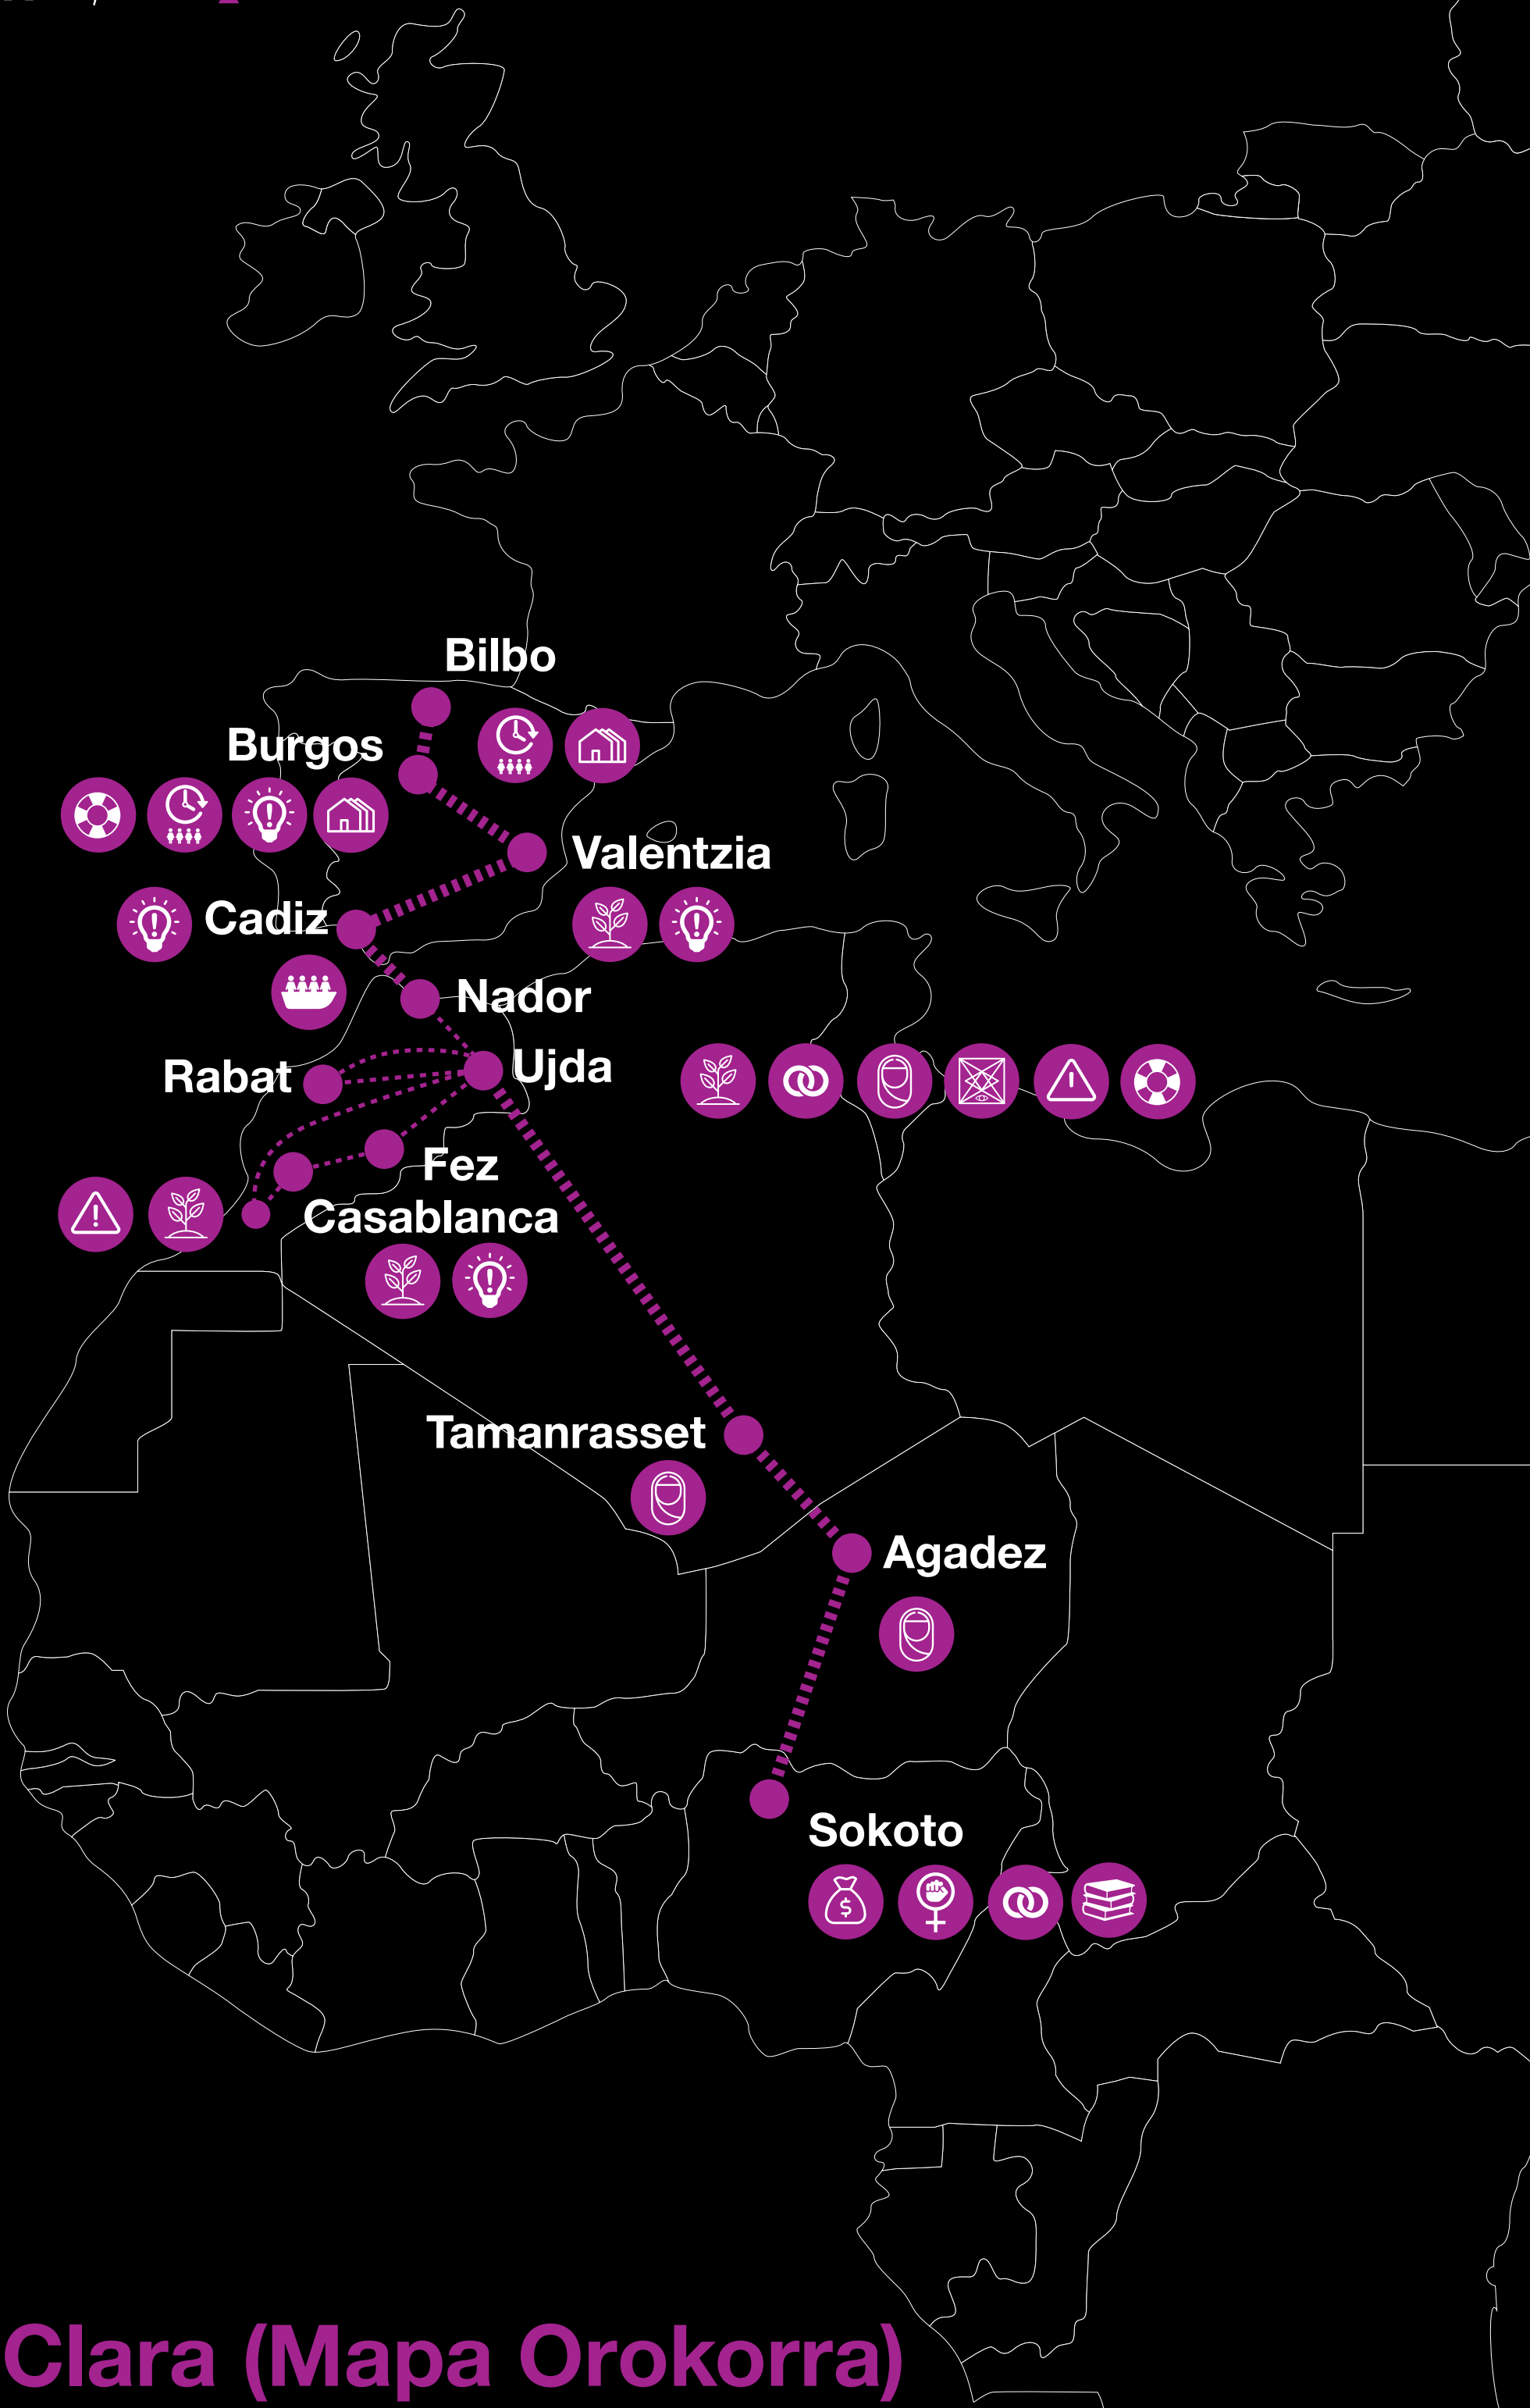 Bilbo
Burgos
Valentzia
Cadiz
Nador
Rabat
Ujda
Fez
Casablanca
Tamanrasset
Agadez
Sokoto
Clara (Mapa Orokorra)